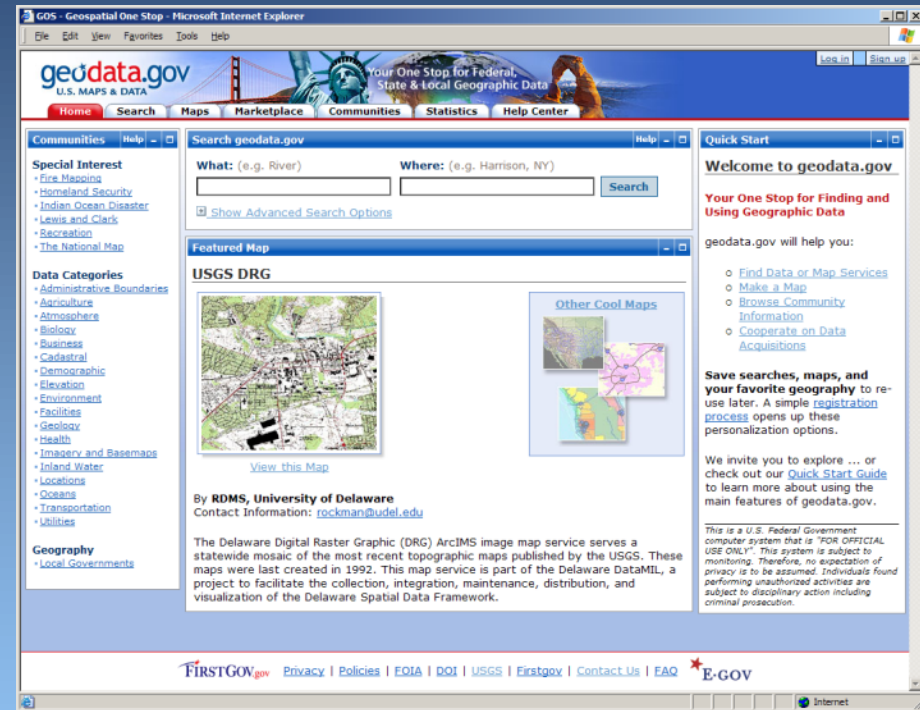 GOS - Geospatial One Stop - Microsoft Internet Explorer
File Edit View Favorites Tools Help
geodata.gov
U.S. MAPS & DATA
Your One Stop for Federal,
State & Local Geographic Data
Log in Sign up
Home Search Maps Marketplace Communities Statistics Help Center
Communities Help
Special Interest
Fire Mapping
Homeland Security
Indian Ocean Disaster
Lewis and Clark
Recreation
The National Map
Data Categories
Administrative Boundaries
Agriculture
Atmosphere
Biology
Business
Cadastral
Demographic
Elevation
Environment
Facilities
Geology
Health
Imagery and Basemaps
Inland Water
Locations
Oceans
Transportation
Utilities
Geography
Local Governments
Search geodata.gov Help
What: (e.g. River) Where: (e.g. Harrison, NY)
Search
Show Advanced Search Options
Featured Map
USGS DRG
View this Map
Other Cool Maps
By RDMS, University of Delaware
Contact Information: rockman@udel.edu
The Delaware Digital Raster Graphic (DRG) ArcIMS image map service serves a
statewide mosaic of the most recent topographic maps published by the USGS. These
maps were last created in 1992. This map service is part of the Delaware DataMIL, a
project to facilitate the collection, integration, maintenance, distribution, and
visualization of the Delaware Spatial Data Framework.
Quick Start
Welcome to geodata.gov
Your One Stop for Finding and
Using Geographic Data
geodata.gov will help you:
Find Data or Map Services
Make a Map
Browse Community
Information
Cooperate on Data
Acquisitions
Save searches, maps, and
your favorite geography to re-
use later. A simple registration
process opens up these
personalization options.
We invite you to explore ... or
check out our Quick Start Guide
to learn more about using the
main features of geodata.gov.
This is a U.S. Federal Government
computer system that is "FOR OFFICIAL
USE ONLY". This system is subject to
monitoring. Therefore, no expectation of
privacy is to be assumed. Individuals found
performing unauthorized activities are
subject to disciplinary action including
criminal prosecution.
FIRSTGOV.gov Privacy | Policies | FOIA | DOI | USGS | Firstgov | Contact Us | FAQ E-GOV
Internet